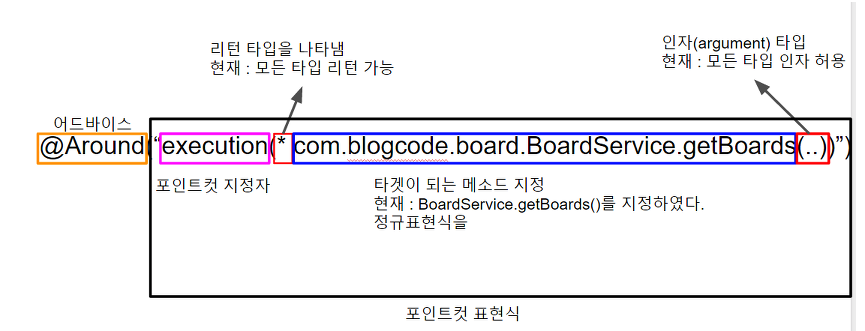 리턴 타입을 나타냄
현재 : 모든 타입 리턴 가능
인자(argument) 타입
현재 : 모든 타입 인자 허용
어드바이스
@Around(“execution(* com.blogcode.board.BoardService.getBoards(..))”)
포인트컷 지정자
타겟이 되는 메소드 지정
현재 : BoardService.getBoards()를 지정하였다.
정규표현식을
포인트컷 표현식